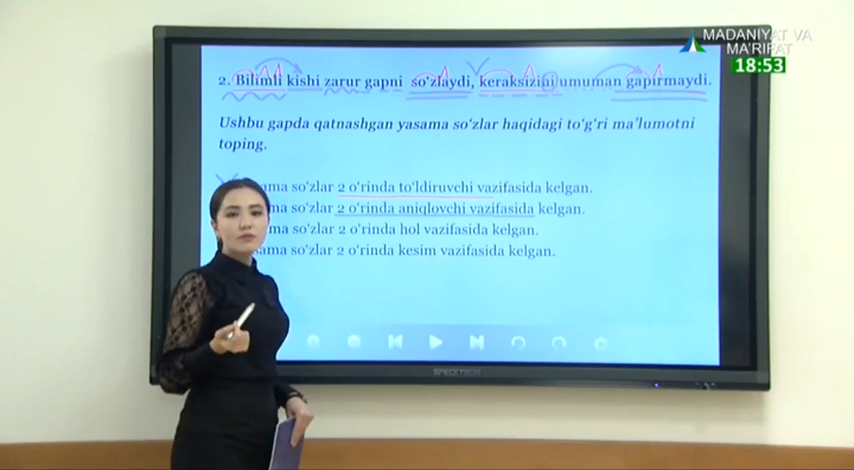 MADANIYAT VA
MA'RIFAT
18:53
2. Bilimli kishi zarur gapni so‘zlaydi, keraksizini umuman gapirmaydi.
Ushbu gapda qatnashgan yasama so‘zlar haqidagi to‘g‘ri ma’lumotni
toping.
so‘zlar 2 o‘rinda to‘ldiruvchi vazifasida kelgan.
so‘zlar 2 o‘rinda aniqlovchi vazifasida kelgan.
so‘zlar 2 o‘rinda hol vazifasida kelgan.
so‘zlar 2 o‘rinda kesim vazifasida kelgan.